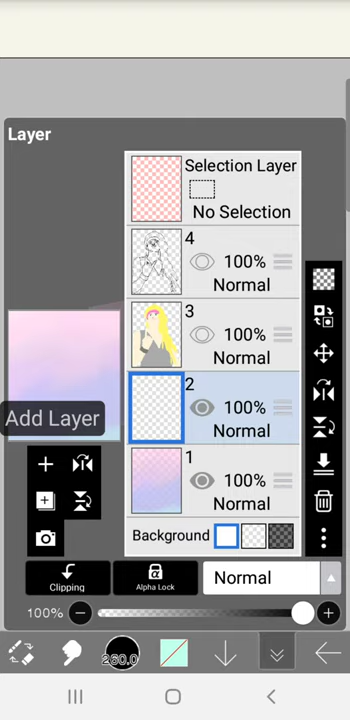 Layer
Selection Layer
No Selection
4
100%
Normal
3
100%
Normal
2
100%
Normal
Add Layer
1
100%
Normal
Background
Clipping
Alpha Lock
Normal
100%
260.0